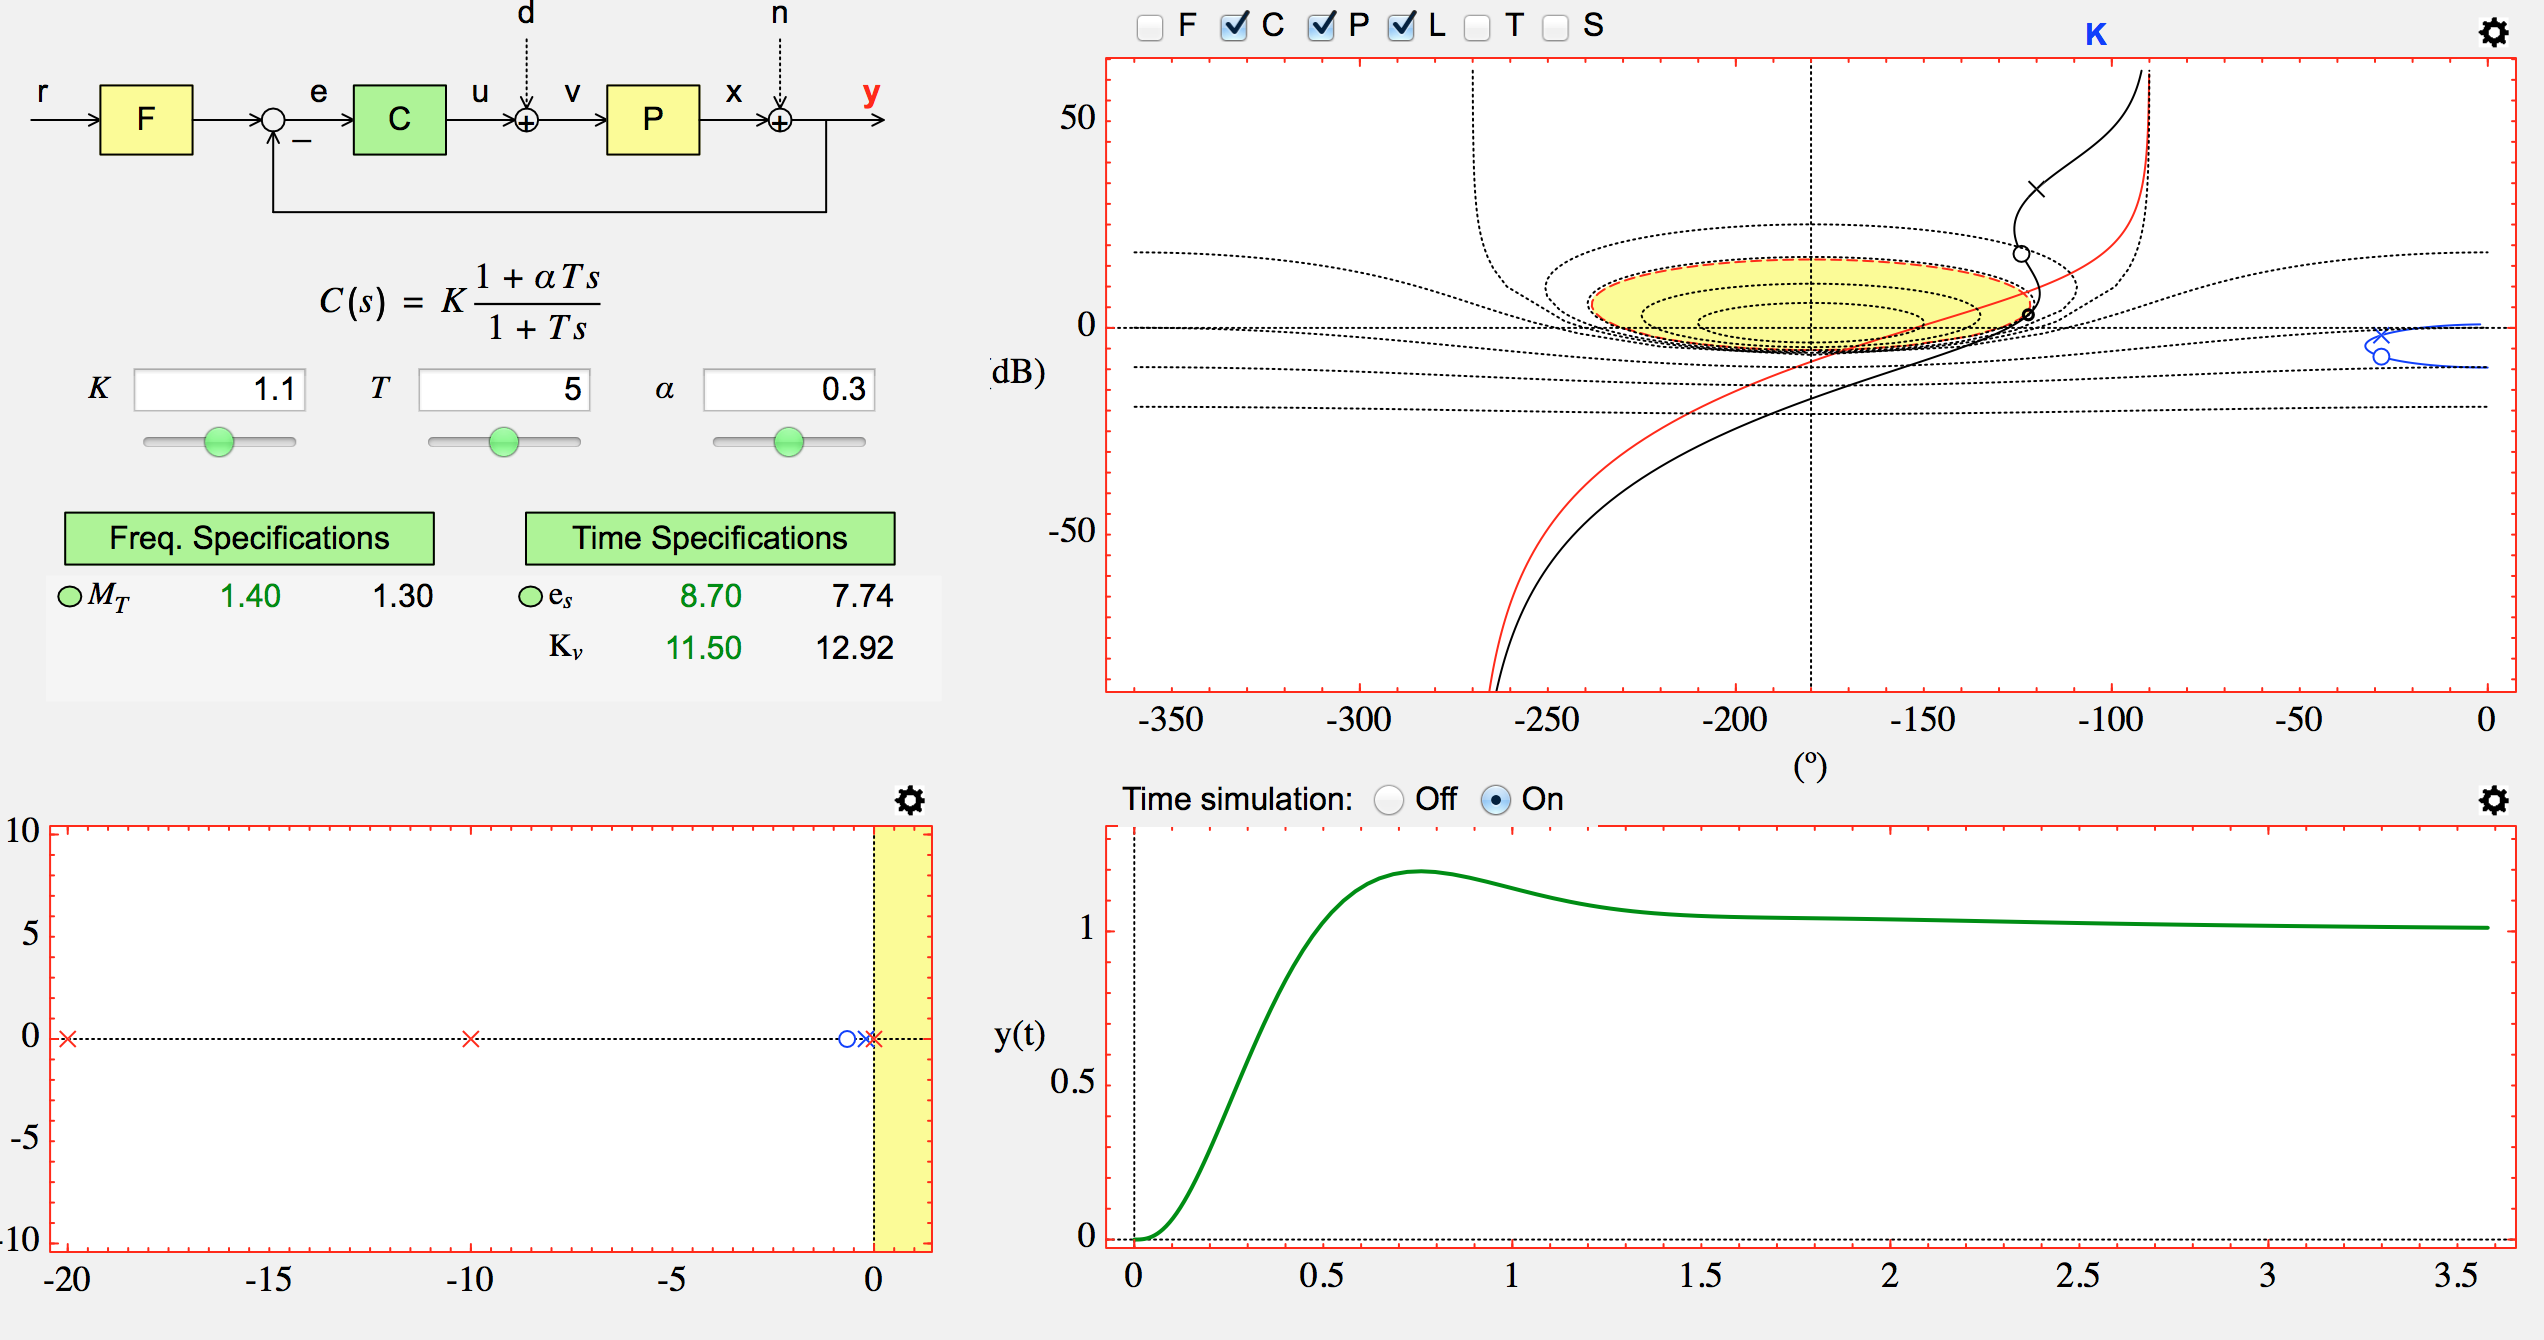 d n
r F e C u v P x y
+ +
−
C(s) = K (1 + αTs)/(1 + Ts)
K 1.1 T 5 α 0.3
Freq. Specifications Time Specifications
M_T 1.40 1.30 e_s 8.70 7.74
K_v 11.50 12.92
F C P L T S
K
50
0
-50
(dB)
-350 -300 -250 -200 -150 -100 -50 0
(º)
10
5
0
-5
-10
-20 -15 -10 -5 0
Time simulation: Off On
1
0.5
0
y(t)
0 0.5 1 1.5 2 2.5 3 3.5